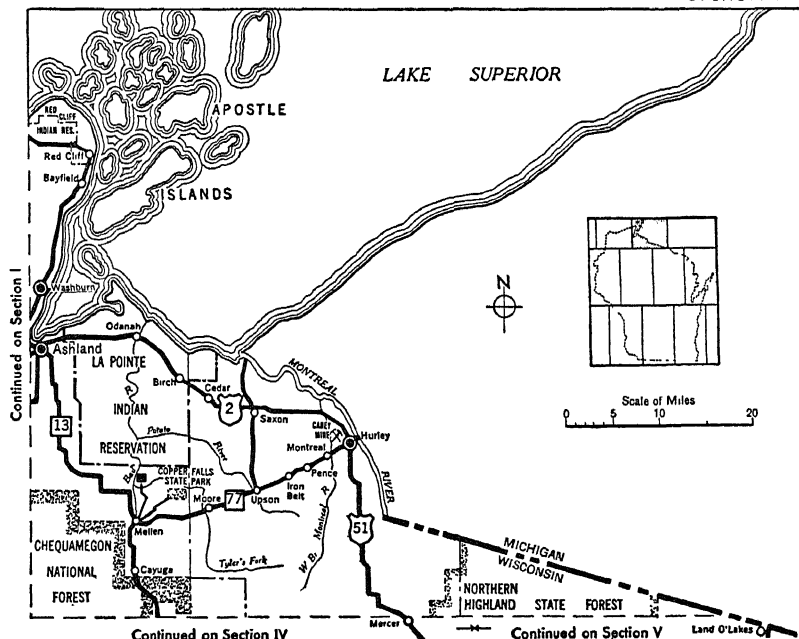 LAKE SUPERIOR
APOSTLE
ISLANDS
RED CLIFF
INDIAN RES.
Red Cliff
Bayfield
Continued on Section I
Washburn
Ashland
Odanah
LA POINTE
INDIAN
RESERVATION
Birch
Cedar
2
Saxon
13
Bad
R.
Potato
River
COPPER FALLS
STATE PARK
Moore
77
Upson
Iron
Belt
Pence
Montreal
CAREY
MINE
Hurley
MONTREAL
RIVER
W. Br. Montreal R.
Mellen
Tyler's Fork
CHEQUAMEGON
NATIONAL
FOREST
Cayuga
51
Mercer
N
Scale of Miles
0 5 10 20
MICHIGAN
WISCONSIN
NORTHERN
HIGHLAND STATE FOREST
Land O'Lakes
Continued on Section IV
Continued on Section V